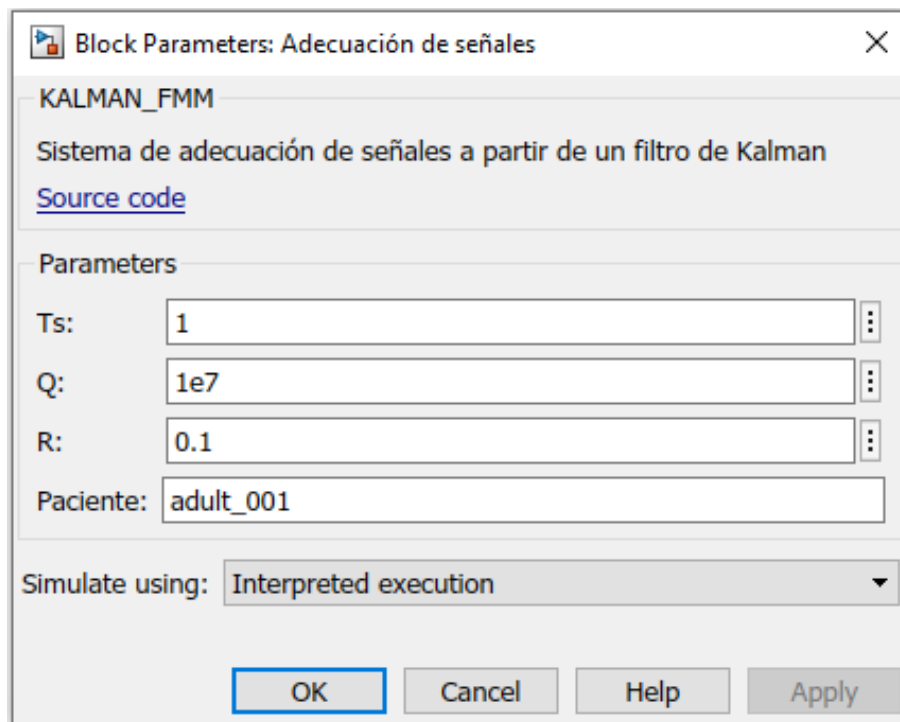 Block Parameters: Adecuación de señales
KALMAN_FMM
Sistema de adecuación de señales a partir de un filtro de Kalman
Source code
Parameters
Ts: 1
Q: 1e7
R: 0.1
Paciente: adult_001
Simulate using: Interpreted execution
OK Cancel Help Apply